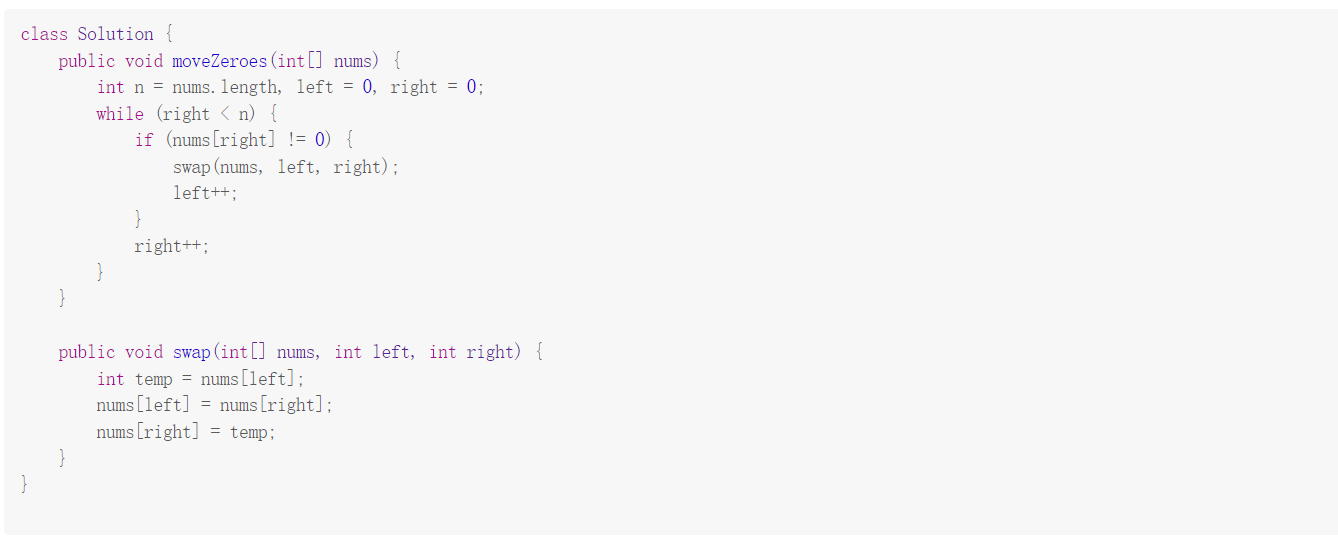 class Solution {
    public void moveZeroes(int[] nums) {
        int n = nums.length, left = 0, right = 0;
        while (right < n) {
            if (nums[right] != 0) {
                swap(nums, left, right);
                left++;
            }
            right++;
        }
    }

    public void swap(int[] nums, int left, int right) {
        int temp = nums[left];
        nums[left] = nums[right];
        nums[right] = temp;
    }
}